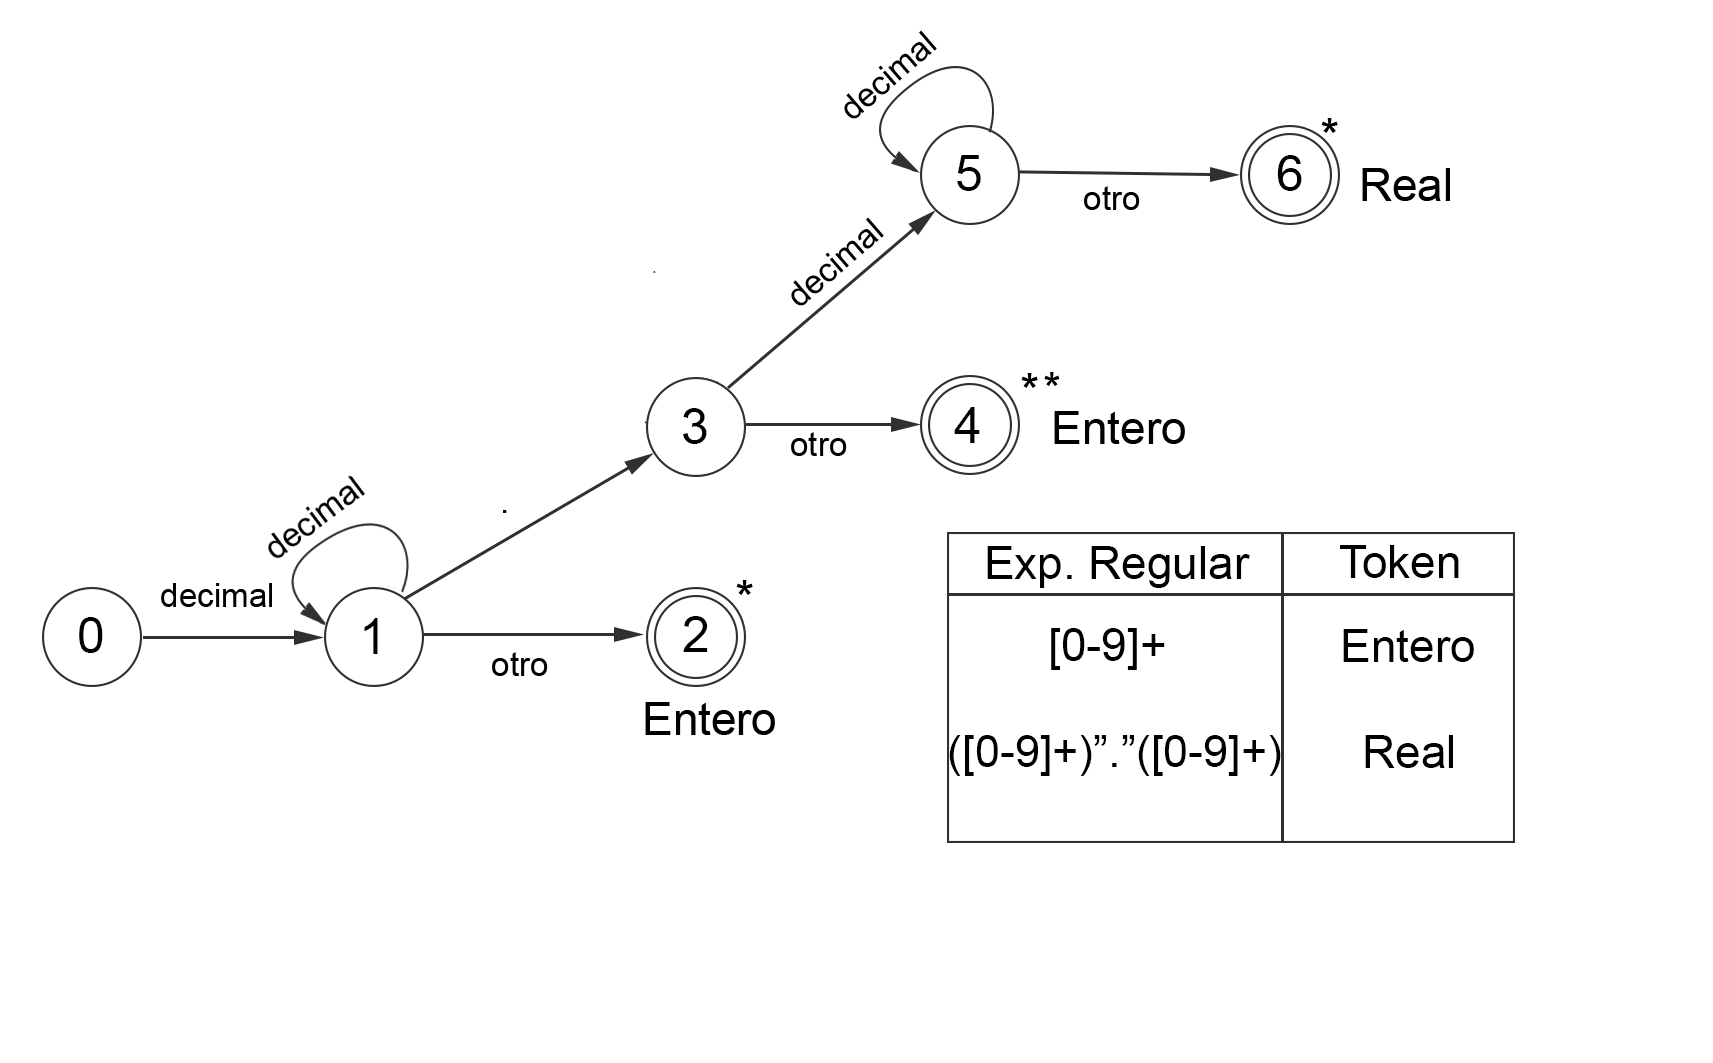 decimal
5
otro
6
*
Real
decimal
3
otro
4
**
Entero
decimal
.
0
decimal
1
otro
2
*
Entero
Exp. Regular Token
[0-9]+ Entero
([0-9]+)”.”([0-9]+) Real